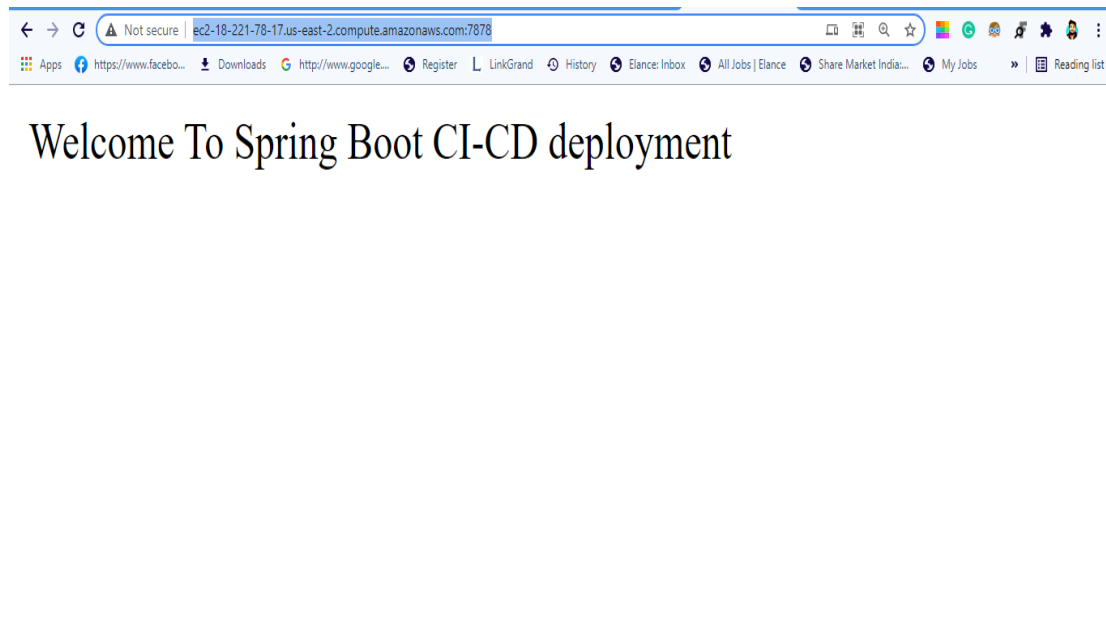 Not secure ec2-18-221-78-17.us-east-2.compute.amazonaws.com:7878
Apps https://www.facebo... Downloads http://www.google.... Register LinkGrand History Elance: Inbox All Jobs | Elance Share Market India:... My Jobs » Reading list
Welcome To Spring Boot CI-CD deployment